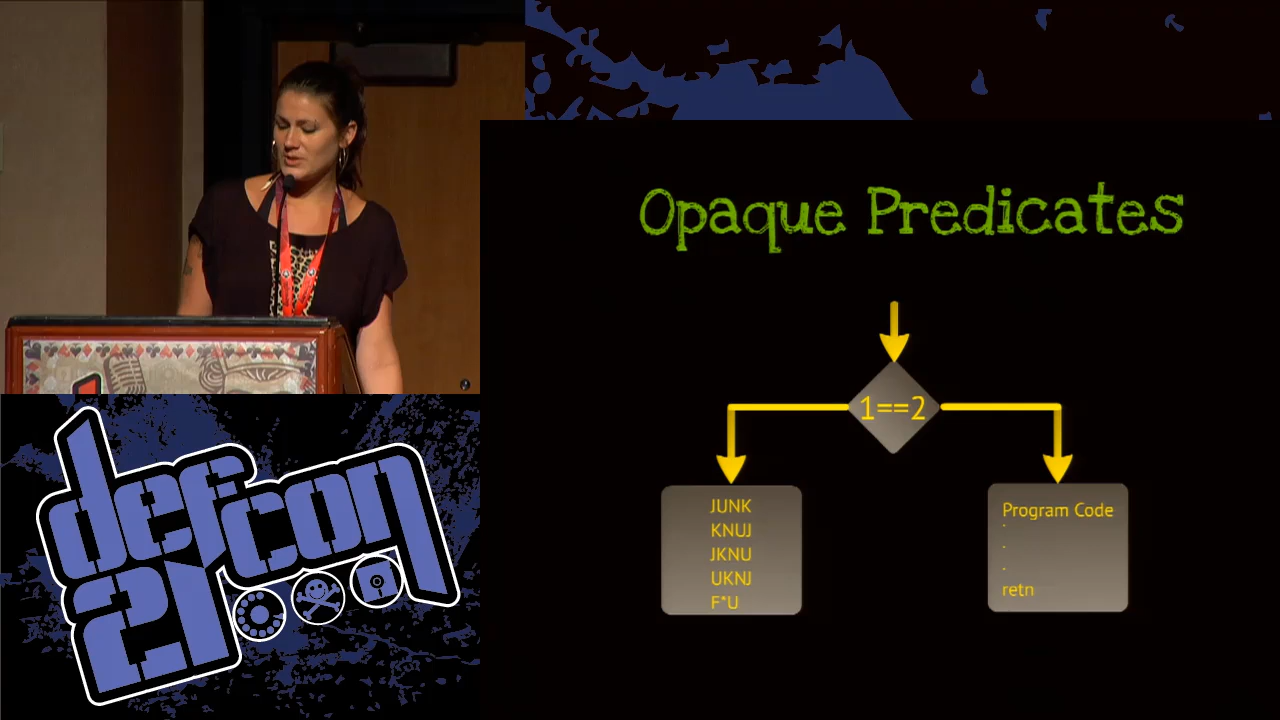 Opaque Predicates
1==2
JUNK
KNUJ
JKNU
UKNJ
F*U
Program Code
.
.
.
retn
defcon
21